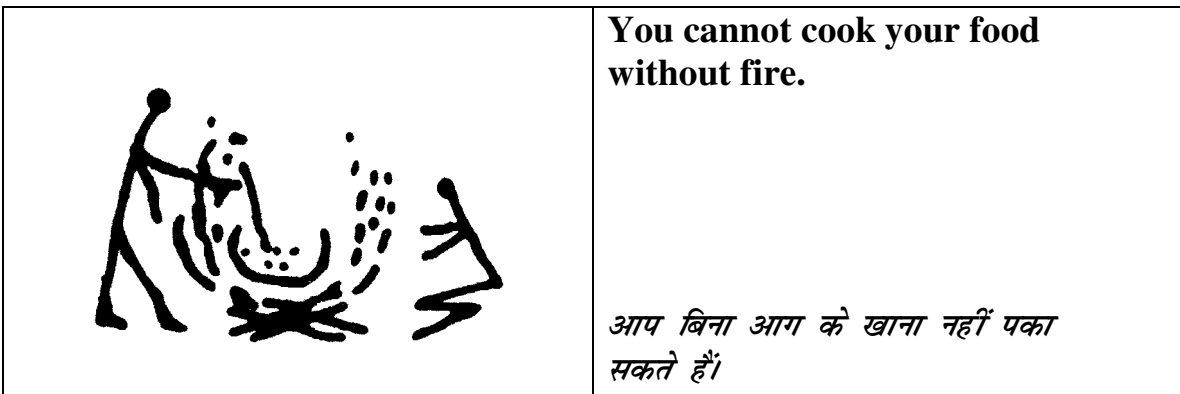 You cannot cook your food
without fire.
आप बिना आग के खाना नहीं पका
सकते हैं।